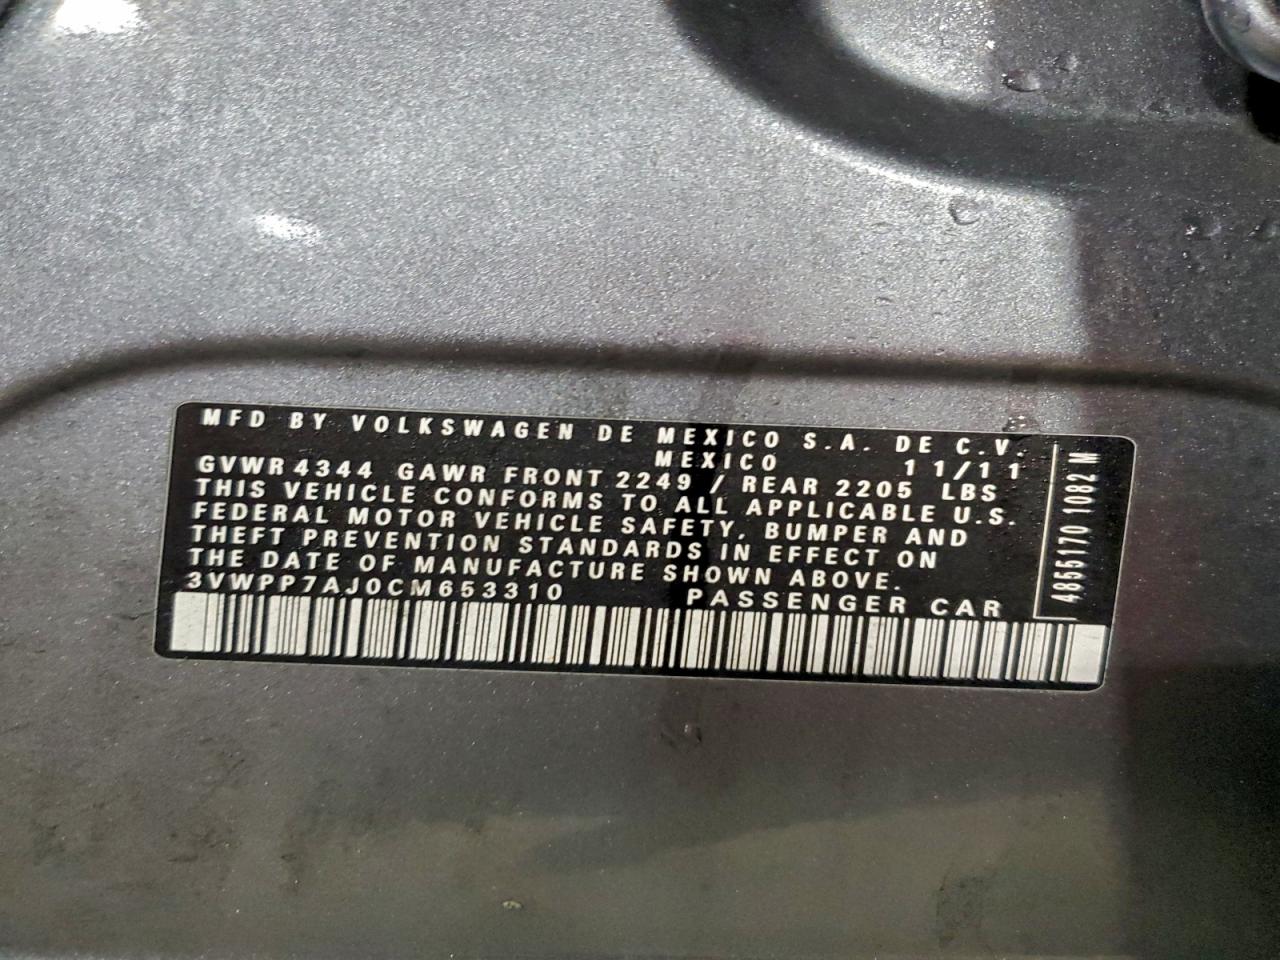 MFD BY VOLKSWAGEN DE MEXICO S.A. DE C.V.
MEXICO 11/11
GVWR 4344 GAWR FRONT 2249 / REAR 2205 LBS
THIS VEHICLE CONFORMS TO ALL APPLICABLE U.S.
FEDERAL MOTOR VEHICLE SAFETY, BUMPER AND
THEFT PREVENTION STANDARDS IN EFFECT ON
THE DATE OF MANUFACTURE SHOWN ABOVE.
3VWPP7AJ0CM653310 PASSENGER CAR
4855170 1082 M